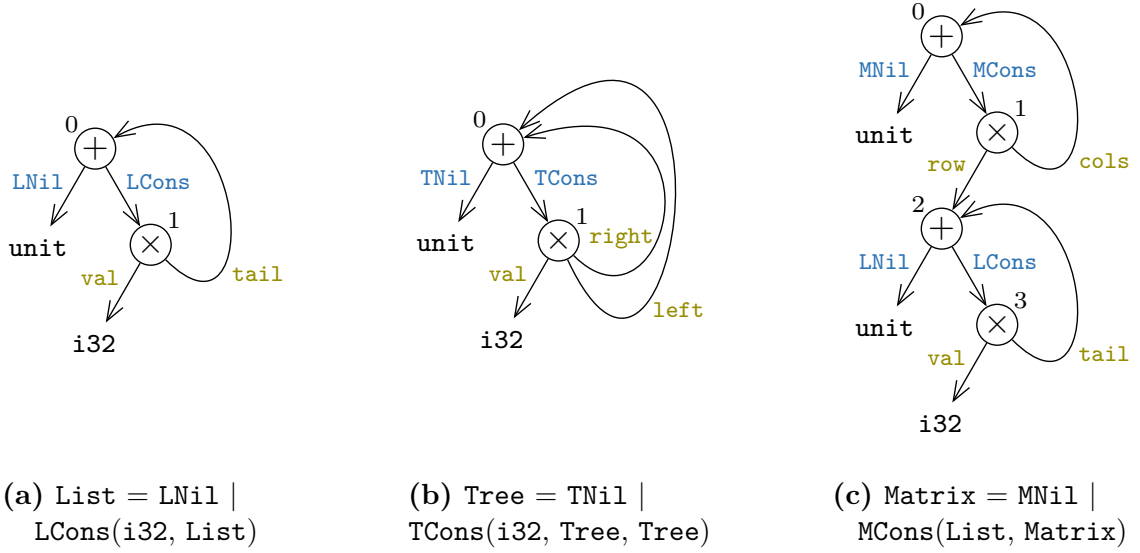 0
+
LNil LCons
1
unit
×
val tail
i32
(a) List = LNil |
LCons(i32, List)
0
+
TNil TCons
1
unit
×
right
val
left
i32
(b) Tree = TNil |
TCons(i32, Tree, Tree)
0
+
MNil MCons
1
unit
×
row cols
2
+
LNil LCons
3
unit
×
val tail
i32
(c) Matrix = MNil |
MCons(List, Matrix)